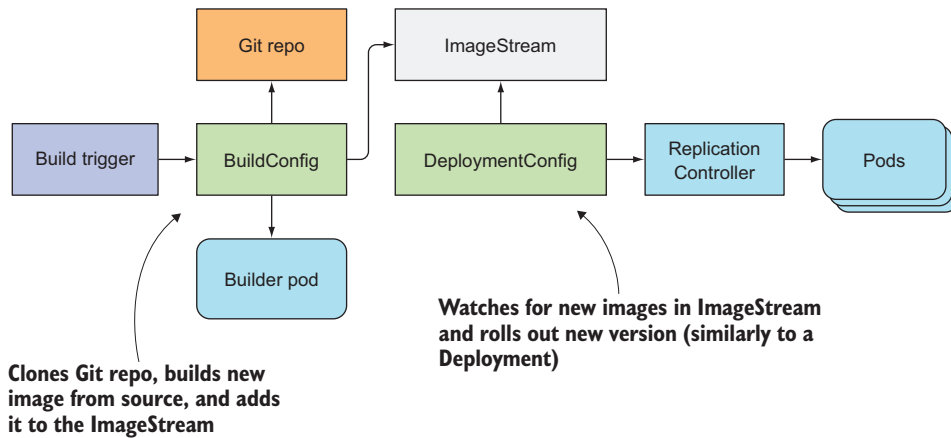 Git repo
ImageStream
Build trigger
BuildConfig
DeploymentConfig
Replication
Controller
Pods
Builder pod
Watches for new images in ImageStream
and rolls out new version (similarly to a
Deployment)
Clones Git repo, builds new
image from source, and adds
it to the ImageStream